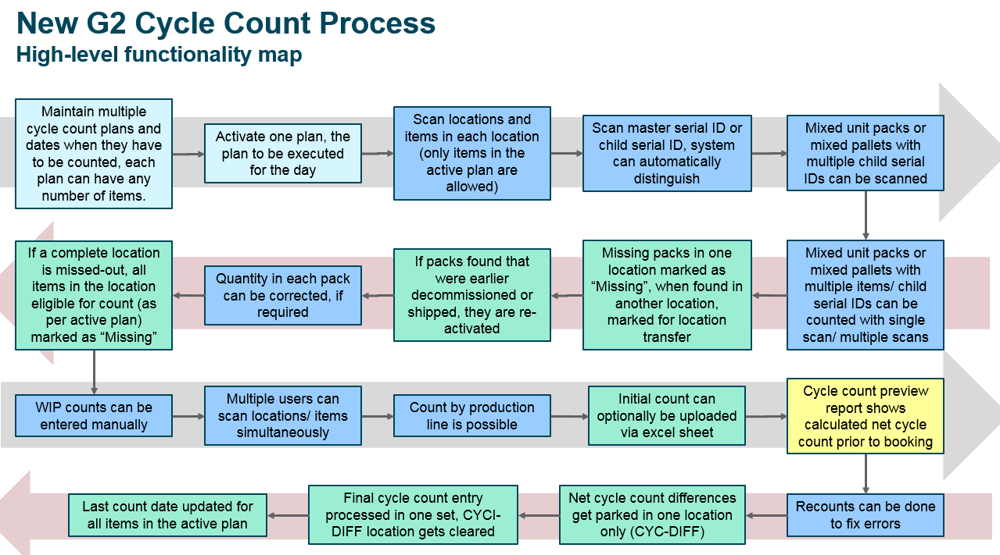 New G2 Cycle Count Process
High-level functionality map
Maintain multiple
cycle count plans and
dates when they have
to be counted, each
plan can have any
number of items.
Activate one plan, the
plan to be executed
for the day
Scan locations and
items in each location
(only items in the
active plan are
allowed)
Scan master serial ID or
child serial ID, system
can automatically
distinguish
Mixed unit packs or
mixed pallets with
multiple child serial
IDs can be scanned
Mixed unit packs or
mixed pallets with
multiple items/ child
serial IDs can be
counted with single
scan/ multiple scans
Missing packs in one
location marked as
“Missing”, when found in
another location,
marked for location
transfer
If packs found that
were earlier
decommissioned or
shipped, they are re-
activated
Quantity in each pack
can be corrected, if
required
If a complete location
is missed-out, all
items in the location
eligible for count (as
per active plan)
marked as “Missing”
WIP counts can be
entered manually
Multiple users can
scan locations/ items
simultaneously
Count by production
line is possible
Initial count can
optionally be uploaded
via excel sheet
Cycle count preview
report shows
calculated net cycle
count prior to booking
Recounts can be done
to fix errors
Net cycle count differences
get parked in one location
only (CYC-DIFF)
Final cycle count entry
processed in one set, CYCI-
DIFF location gets cleared
Last count date updated for
all items in the active plan